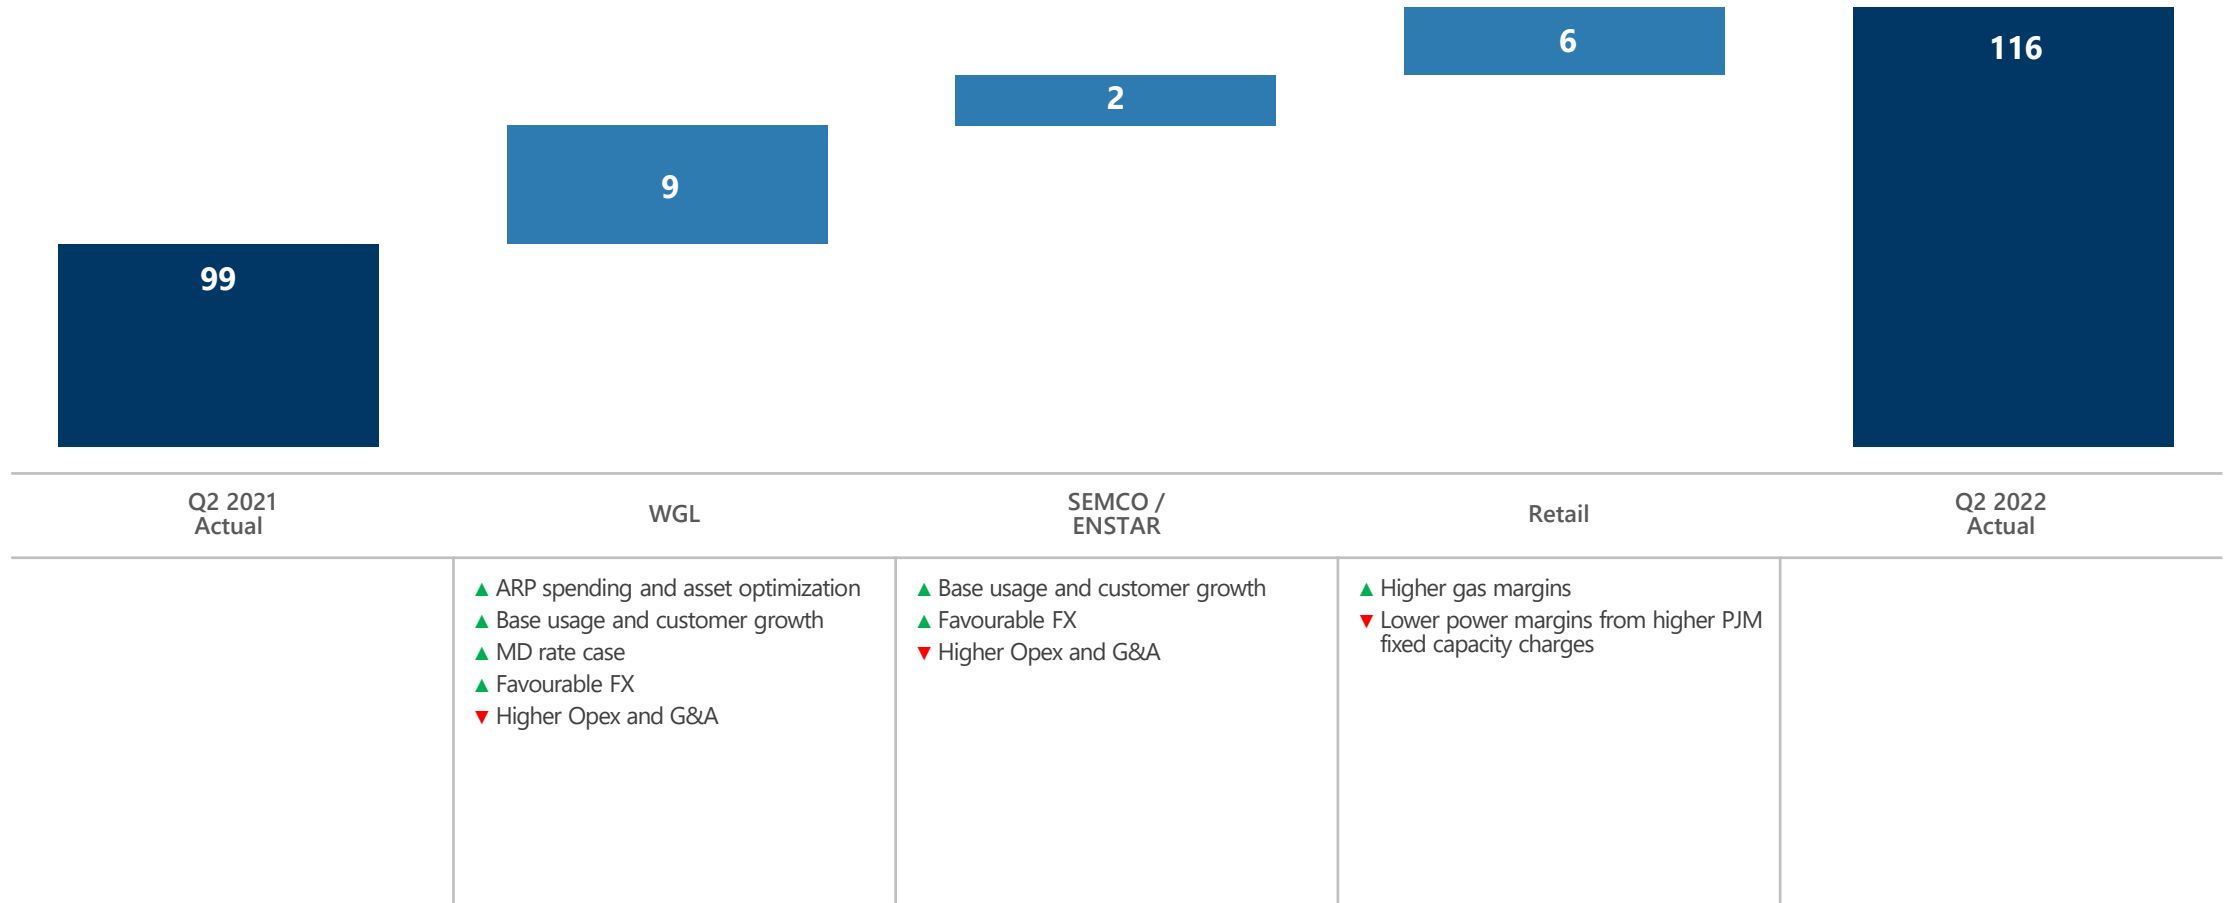 99
9
2
6
116
Q2 2021
Actual
WGL
SEMCO /
ENSTAR
Retail
Q2 2022
Actual
▲ ARP spending and asset optimization
▲ Base usage and customer growth
▲ MD rate case
▲ Favourable FX
▼ Higher Opex and G&A
▲ Base usage and customer growth
▲ Favourable FX
▼ Higher Opex and G&A
▲ Higher gas margins
▼ Lower power margins from higher PJM
fixed capacity charges